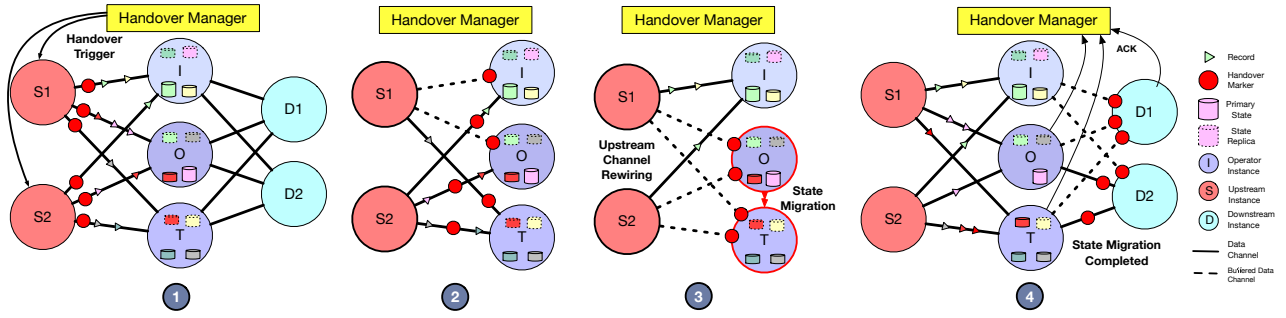 Handover Manager
Handover
Trigger
S1
S2
I
O
T
D1
D2
1
Handover Manager
S1
S2
I
O
T
2
Handover Manager
S1
S2
I
O
T
Upstream
Channel
Rewiring
State
Migration
3
Handover Manager
ACK
S1
S2
I
O
T
D1
D2
State Migration
Completed
4
Record
Handover
Marker
Primary
State
State
Replica
I
Operator
Instance
S
Upstream
Instance
D
Downstream
Instance
Data
Channel
Buffered Data
Channel